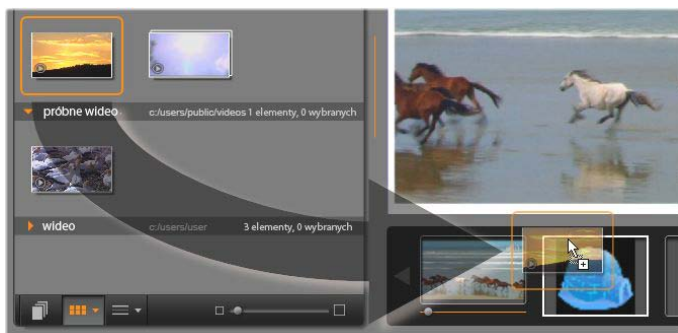 próbne wideo c:/users/public/videos 1 elementy, 0 wybranych
wideo c:/users/user 3 elementy, 0 wybranych